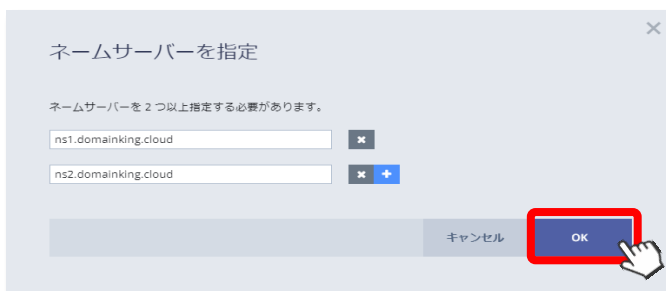 ネームサーバーを指定
ネームサーバーを２つ以上指定する必要があります。
ns1.domainking.cloud
ns2.domainking.cloud
キャンセル OK